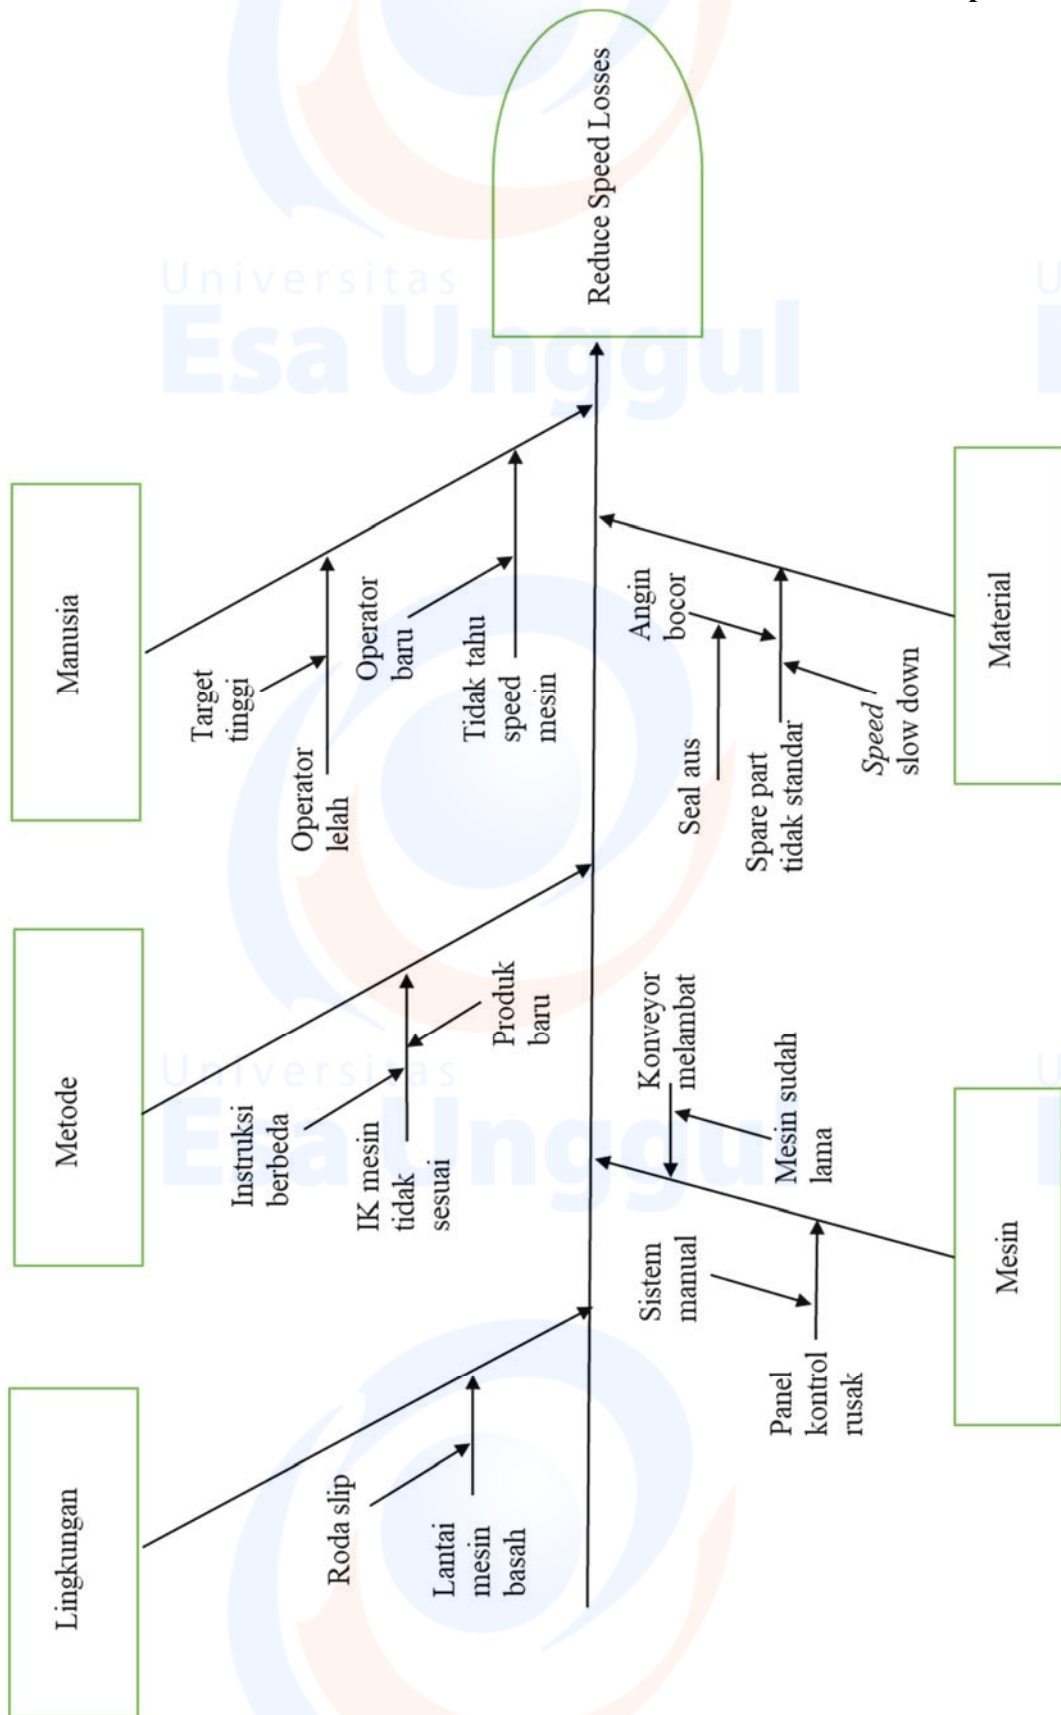 Lingkungan
Metode
Manusia
Roda slip
Lantai
mesin
basah
Instruksi
berbeda
IK mesin
tidak
sesuai
Produk
baru
Target
tinggi
Operator
lelah
Operator
baru
Tidak tahu
speed
mesin
Reduce Speed Losses
Sistem
manual
Panel
kontrol
rusak
Konveyor
melambat
Mesin sudah
lama
Angin
bocor
Seal aus
Spare part
tidak standar
Speed
slow down
Mesin
Material
Universitas
Esa Unggul
Universitas
Esa Unggul